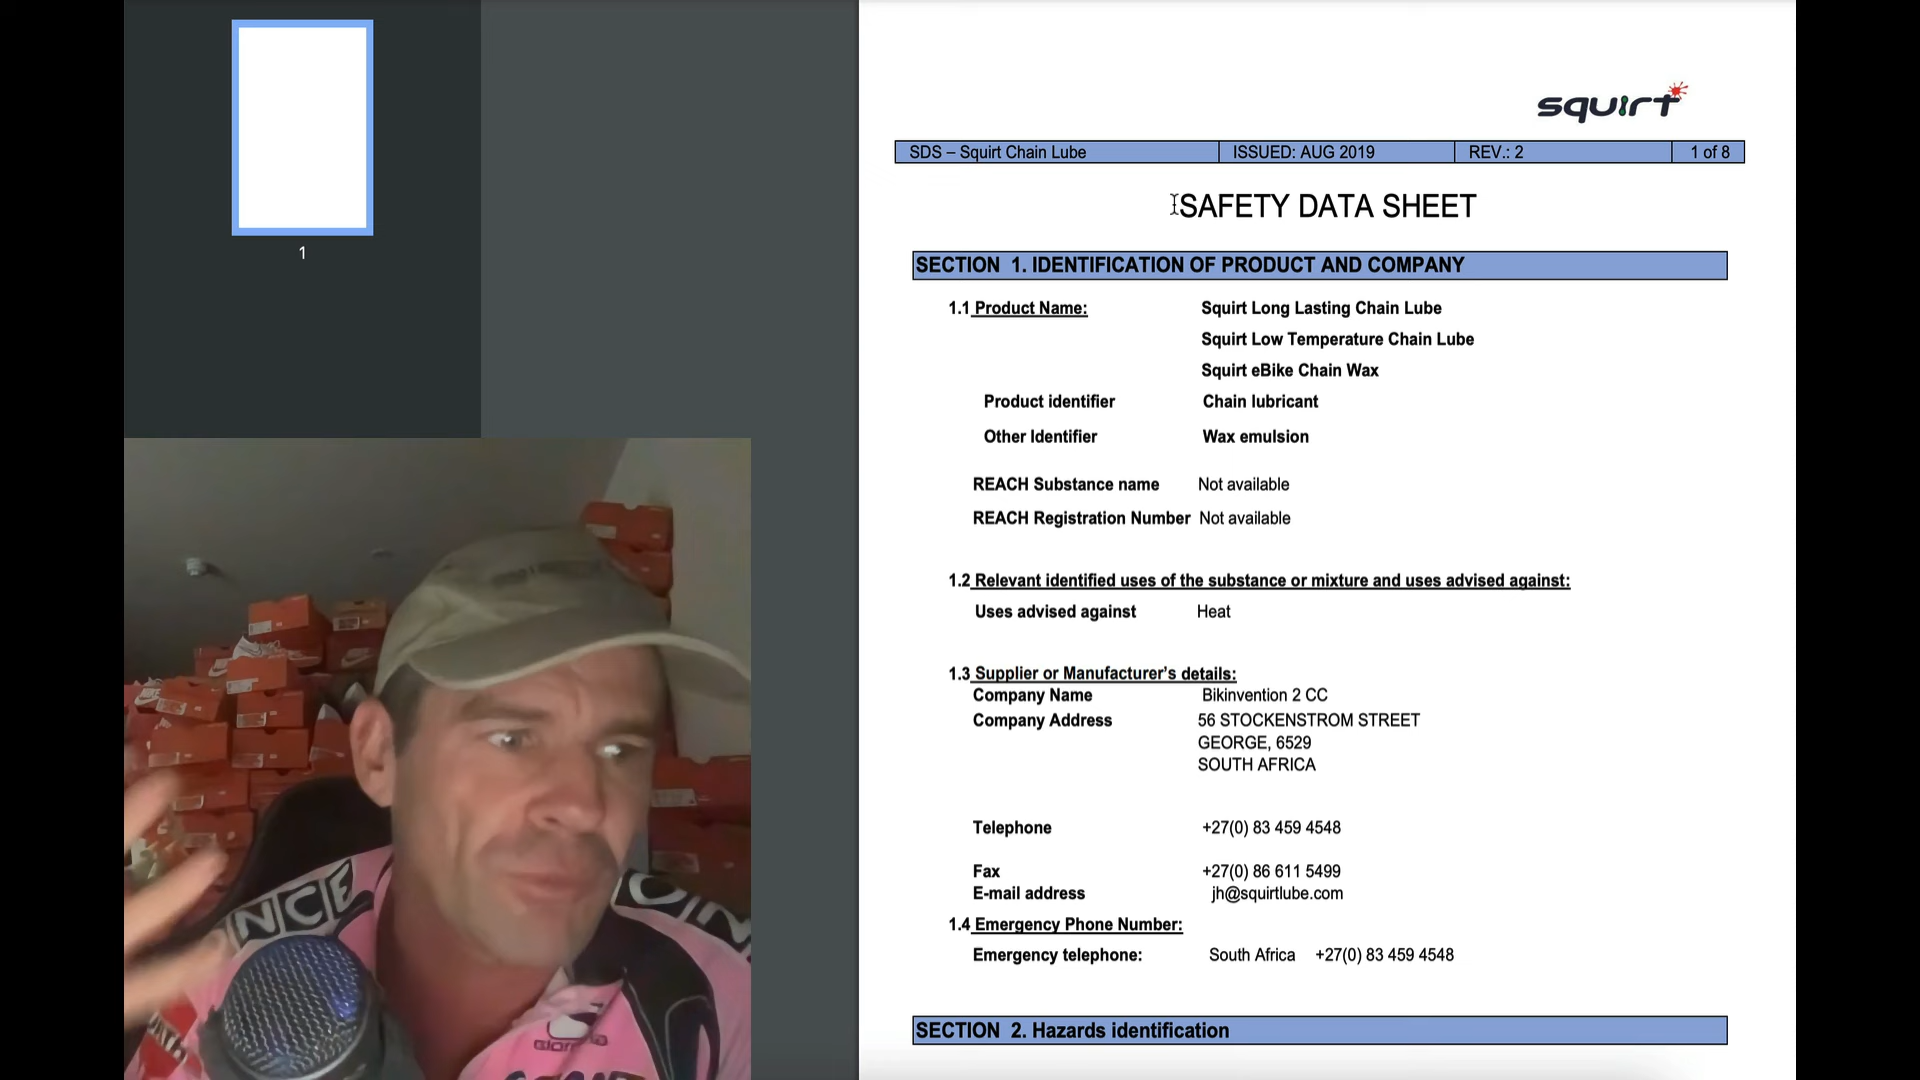 squirt
SDS – Squirt Chain Lube ISSUED: AUG 2019 REV.: 2 1 of 8
SAFETY DATA SHEET
SECTION 1. IDENTIFICATION OF PRODUCT AND COMPANY
1.1 Product Name: Squirt Long Lasting Chain Lube
Squirt Low Temperature Chain Lube
Squirt eBike Chain Wax
Product identifier Chain lubricant
Other Identifier Wax emulsion
REACH Substance name Not available
REACH Registration Number Not available
1.2 Relevant identified uses of the substance or mixture and uses advised against:
Uses advised against Heat
1.3 Supplier or Manufacturer's details:
Company Name Bikinvention 2 CC
Company Address 56 STOCKENSTROM STREET
GEORGE, 6529
SOUTH AFRICA
Telephone +27(0) 83 459 4548
Fax +27(0) 86 611 5499
E-mail address jh@squirtlube.com
1.4 Emergency Phone Number:
Emergency telephone: South Africa +27(0) 83 459 4548
SECTION 2. Hazards identification
1
NCE
ON